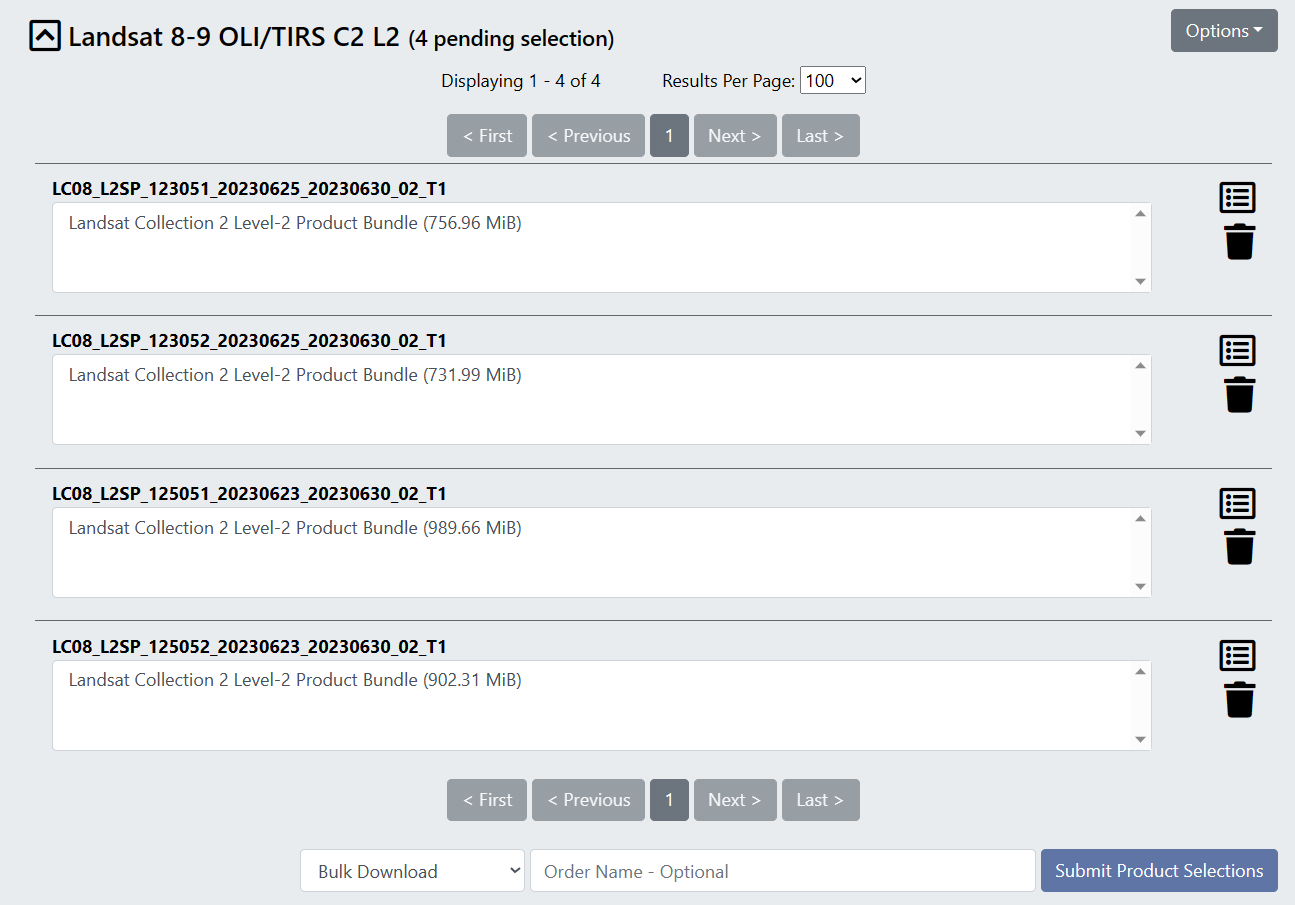 Landsat 8-9 OLI/TIRS C2 L2 (4 pending selection)
Options
Displaying 1 - 4 of 4
Results Per Page: 100
< First < Previous 1 Next > Last >
LC08_L2SP_123051_20230625_20230630_02_T1
Landsat Collection 2 Level-2 Product Bundle (756.96 MiB)
LC08_L2SP_123052_20230625_20230630_02_T1
Landsat Collection 2 Level-2 Product Bundle (731.99 MiB)
LC08_L2SP_125051_20230623_20230630_02_T1
Landsat Collection 2 Level-2 Product Bundle (989.66 MiB)
LC08_L2SP_125052_20230623_20230630_02_T1
Landsat Collection 2 Level-2 Product Bundle (902.31 MiB)
< First < Previous 1 Next > Last >
Bulk Download
Order Name - Optional
Submit Product Selections